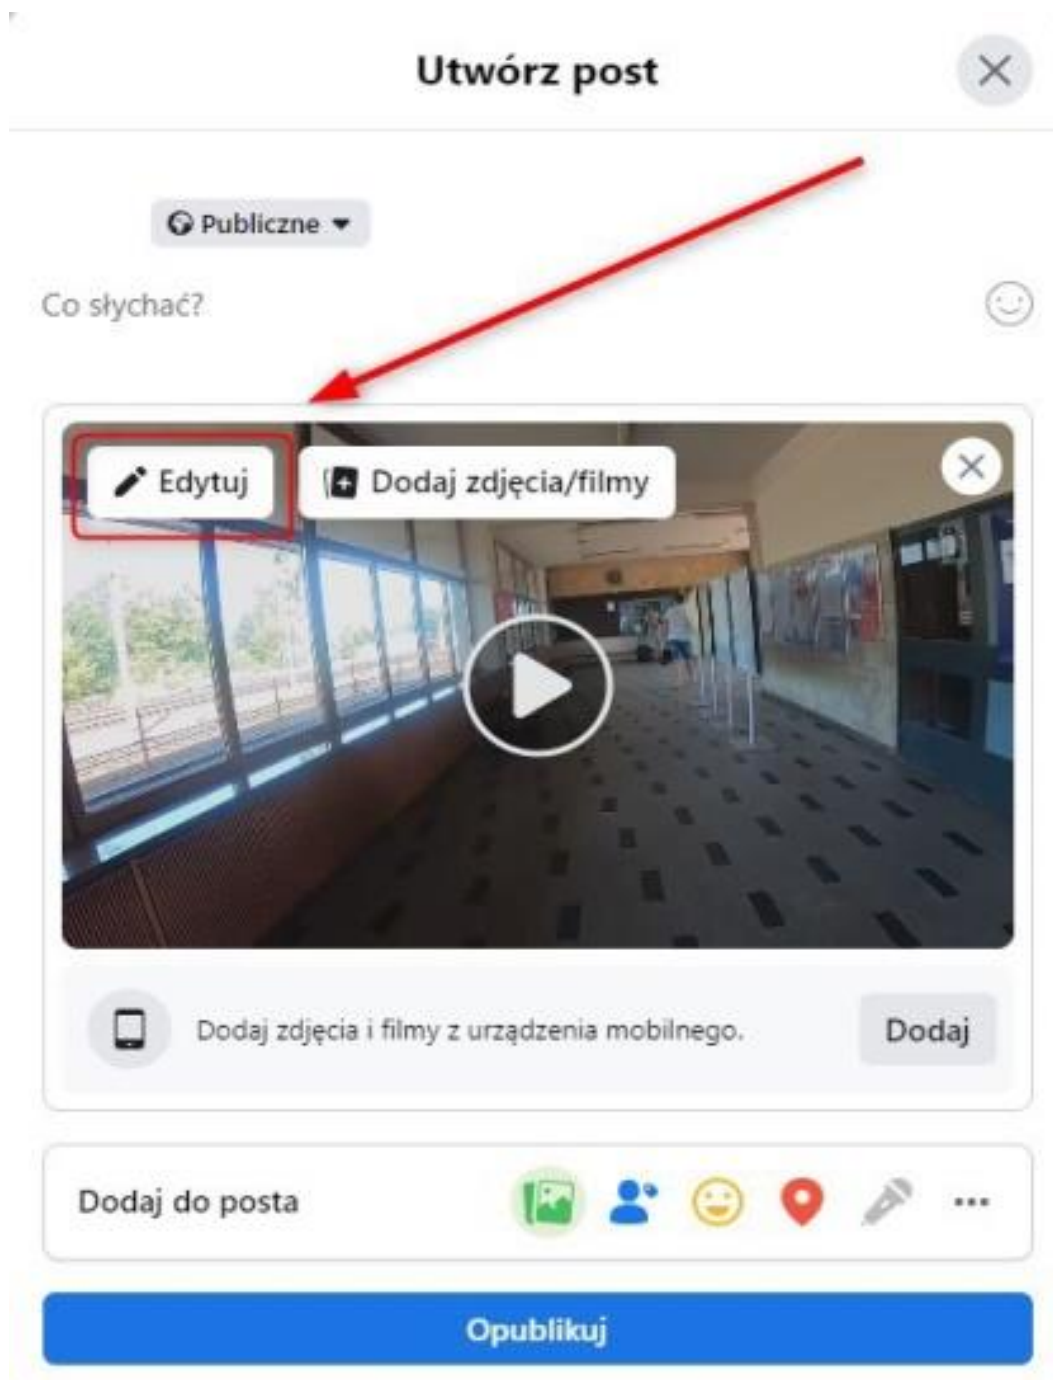 Utwórz post
Publiczne
Co słychać?
Edytuj
Dodaj zdjęcia/filmy
Dodaj zdjęcia i filmy z urządzenia mobilnego.
Dodaj
Dodaj do posta
Opublikuj